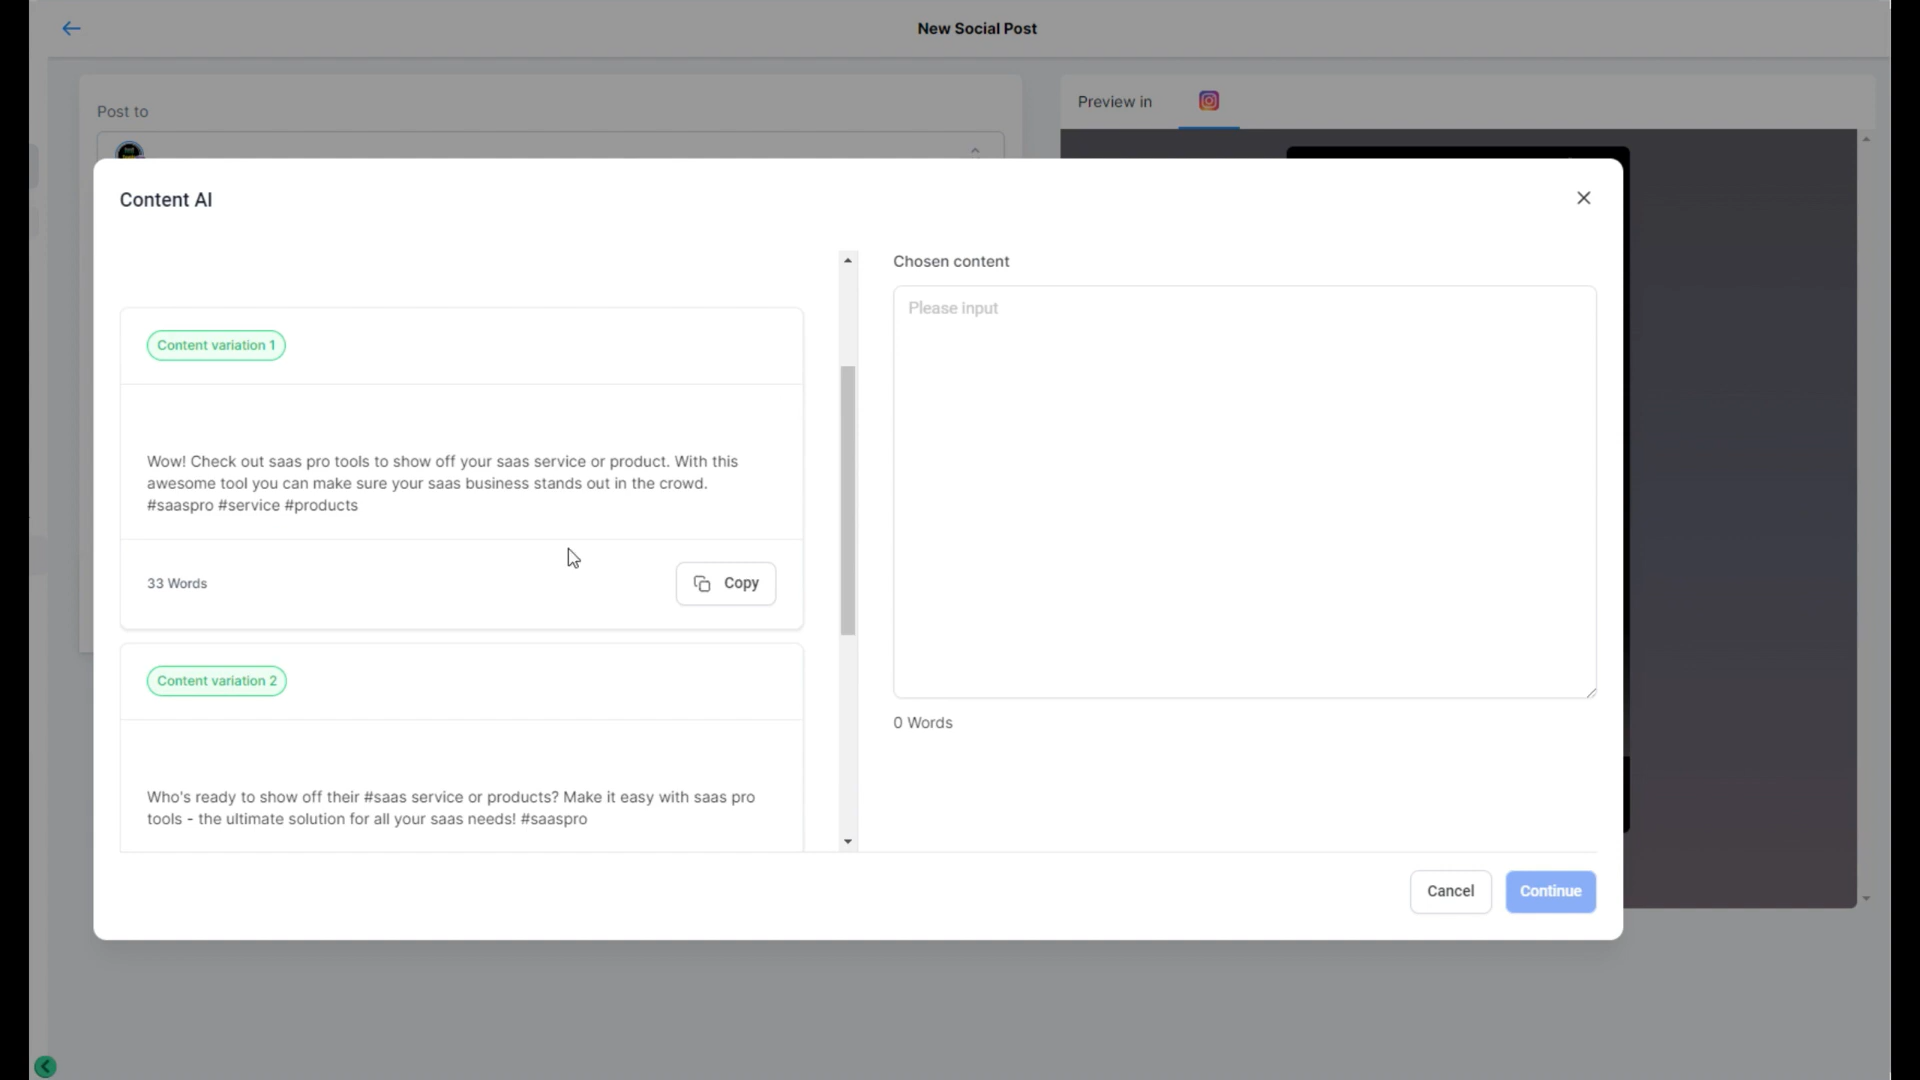 New Social Post
Post to
Preview in
Content AI
Content variation 1
Wow! Check out saas pro tools to show off your saas service or product. With this
awesome tool you can make sure your saas business stands out in the crowd.
#saaspro #service #products
33 Words
Copy
Content variation 2
Who's ready to show off their #saas service or products? Make it easy with saas pro
tools - the ultimate solution for all your saas needs! #saaspro
Chosen content
Please input
0 Words
Cancel
Continue